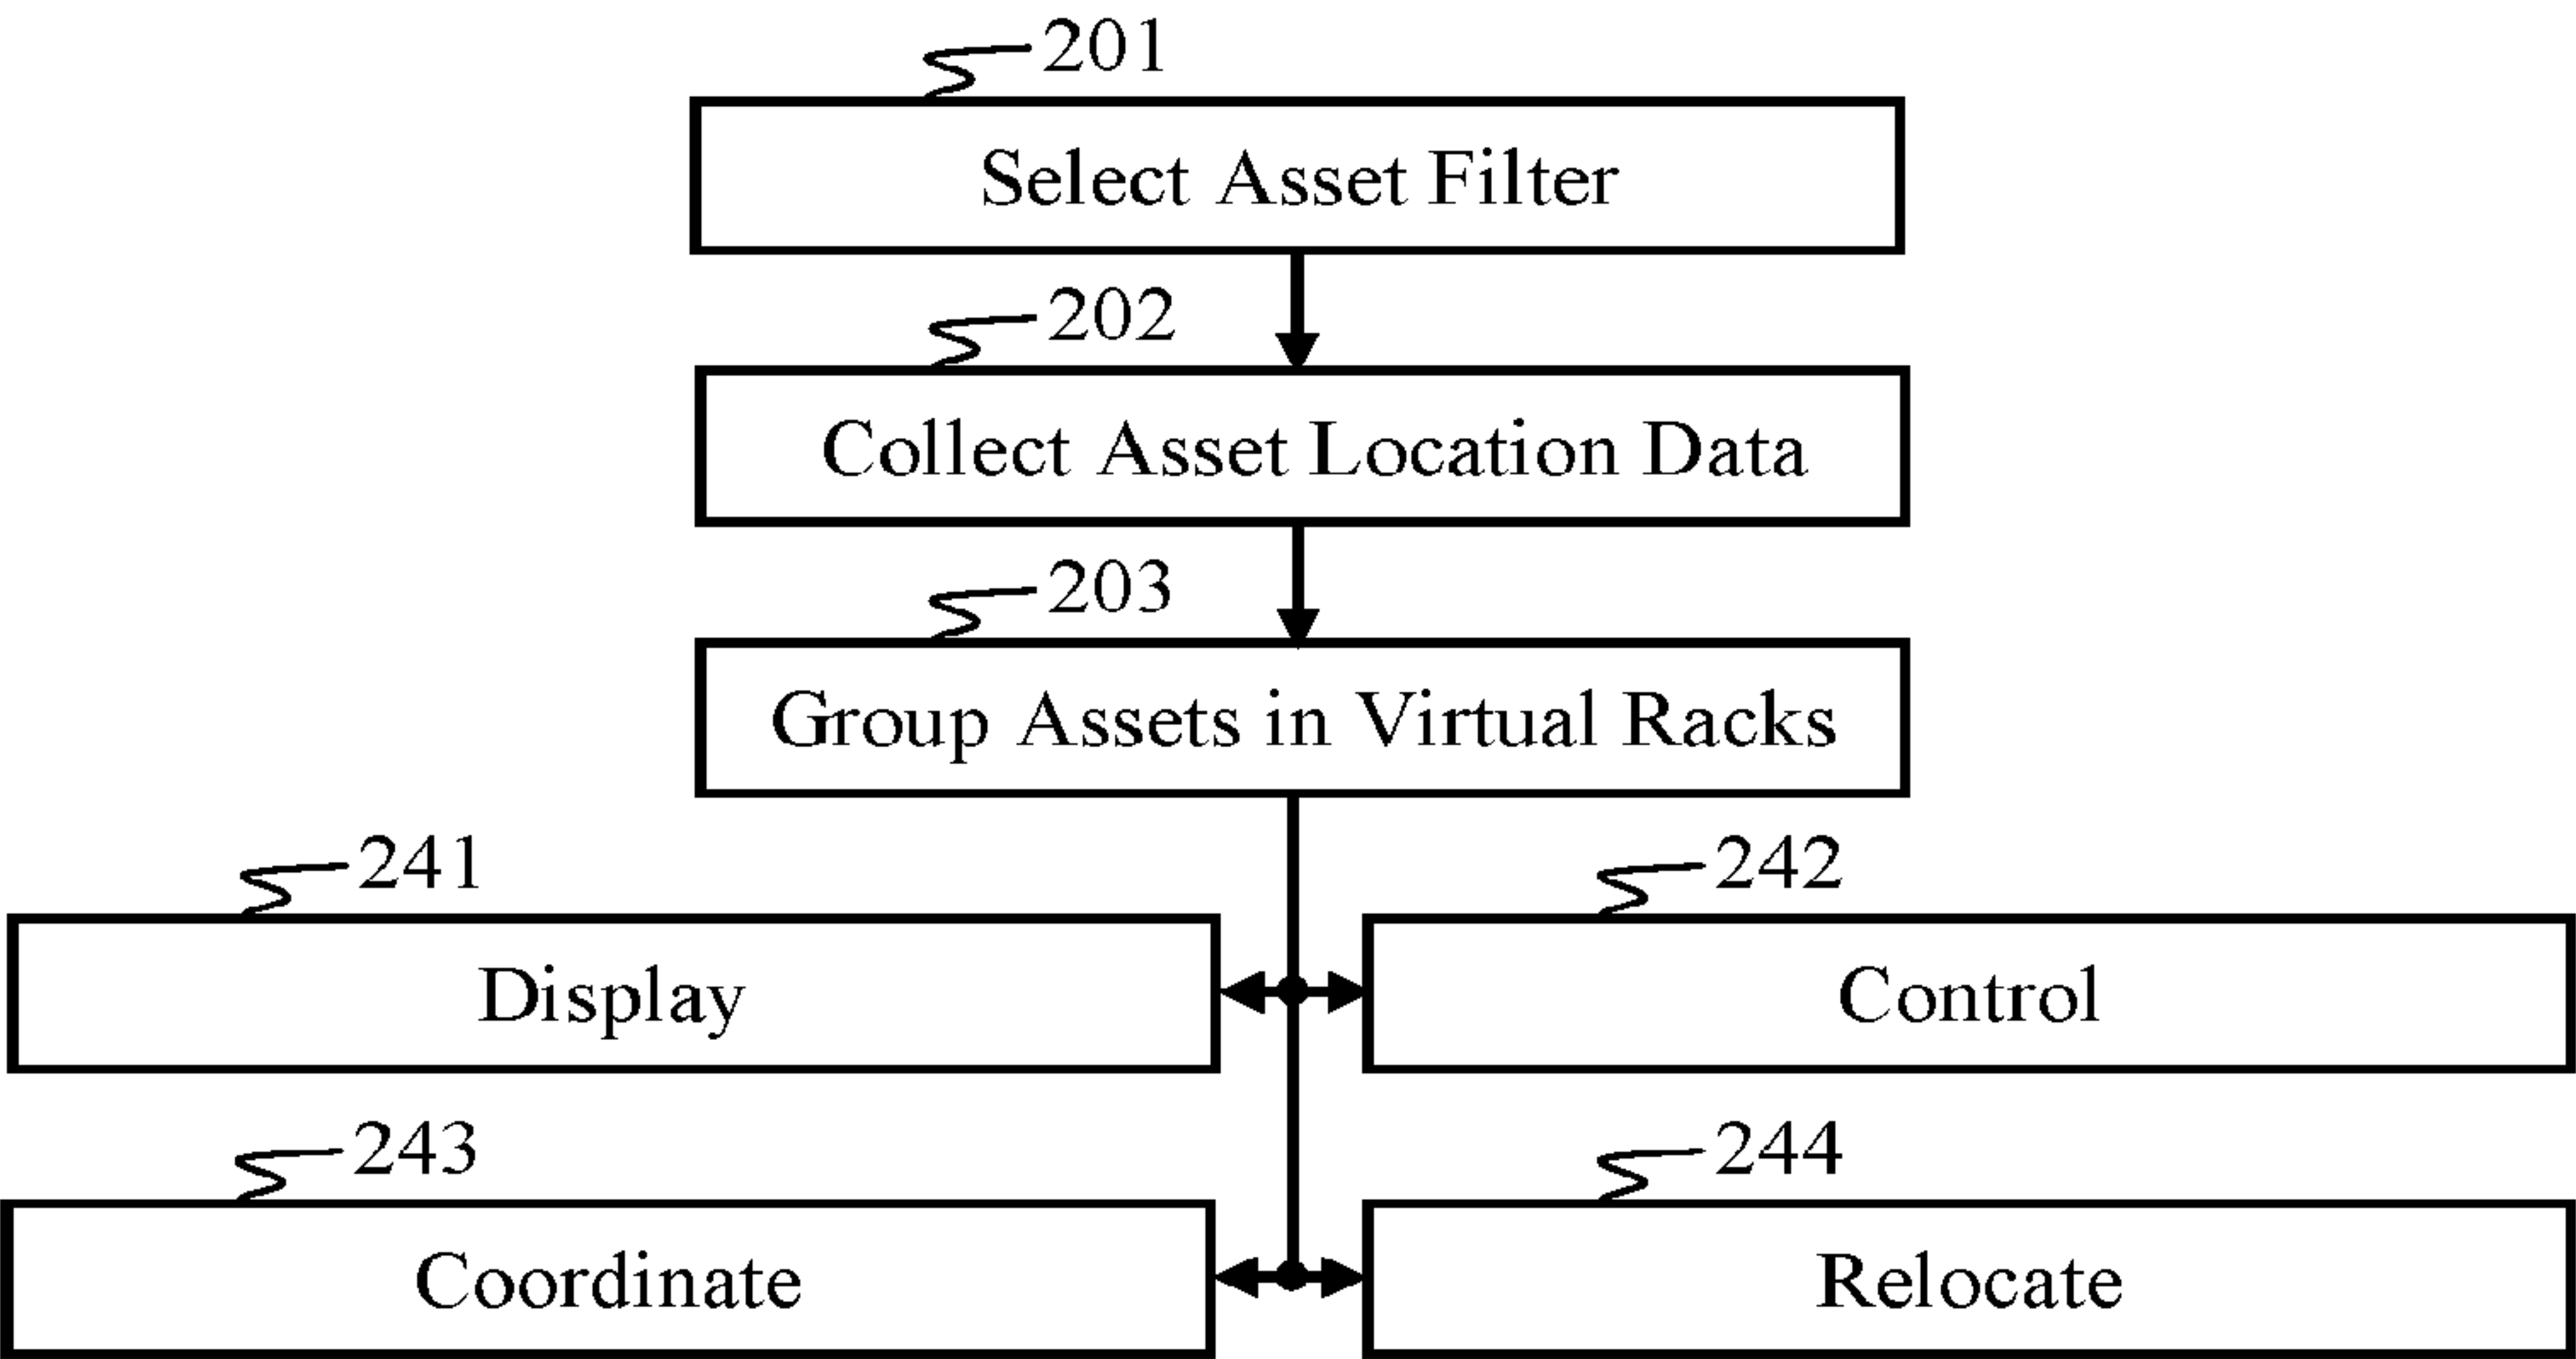 201
Select Asset Filter
202
Collect Asset Location Data
203
Group Assets in Virtual Racks
241
242
Display
Control
243
244
Coordinate
Relocate